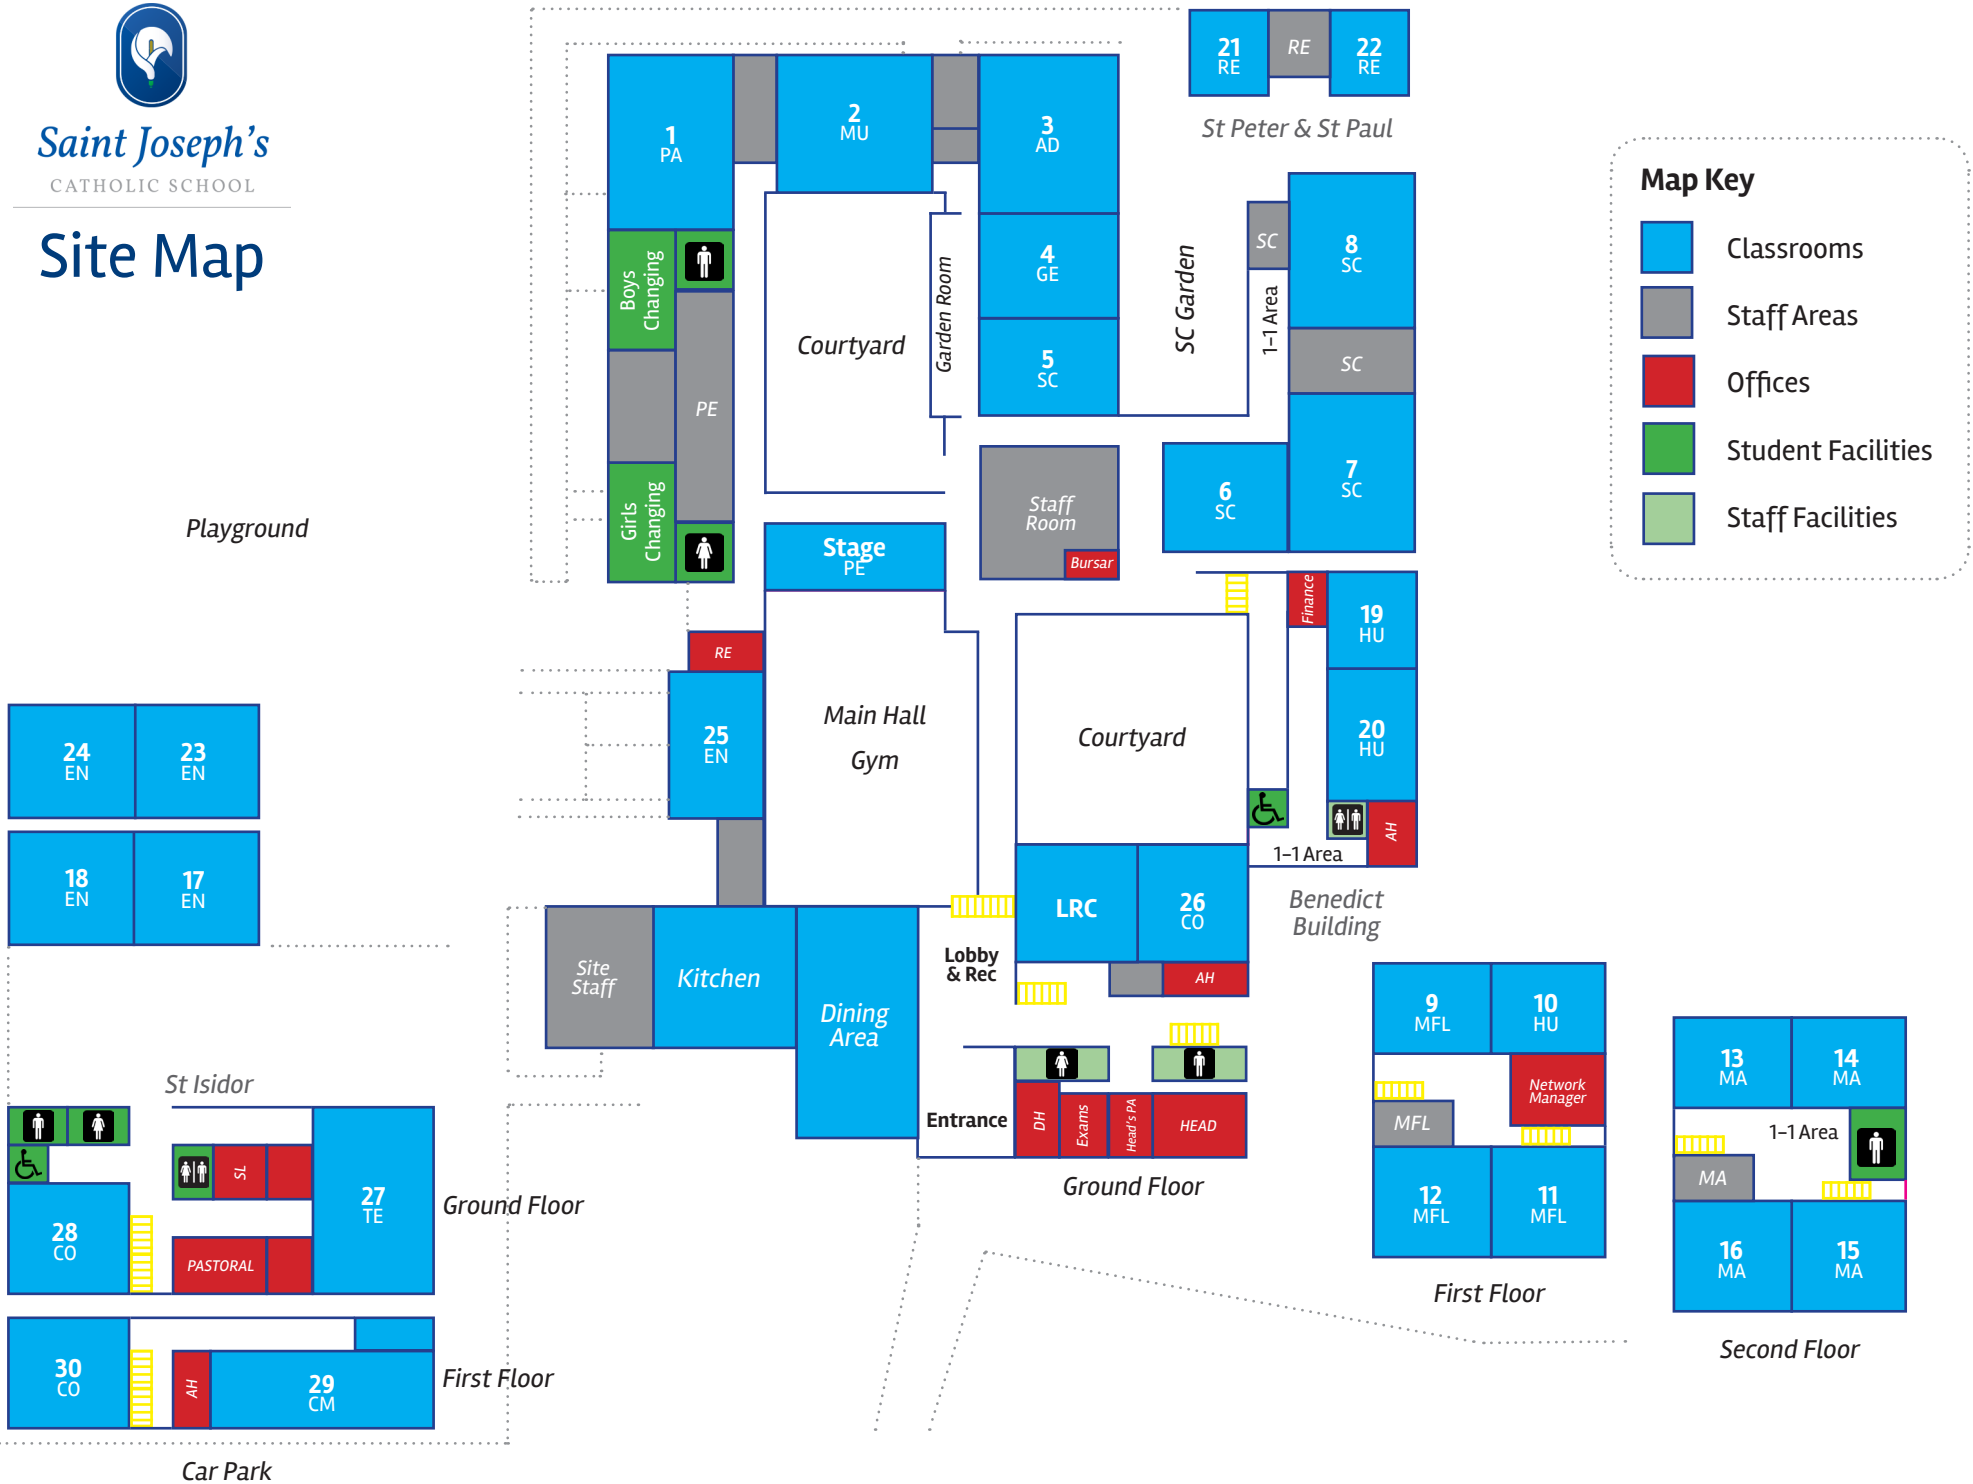 Saint Joseph's
CATHOLIC SCHOOL
Site Map
1
PA
2
MU
3
AD
21
RE
RE
22
RE
St Peter & St Paul
Map Key
Classrooms
Staff Areas
Offices
Student Facilities
Staff Facilities
Boys
Changing
PE
Girls
Changing
Courtyard
Garden Room
4
GE
5
SC
SC Garden
SC
1-1 Area
8
SC
SC
7
SC
6
SC
Staff
Room
Bursar
Playground
Stage
PE
RE
25
EN
Main Hall
Gym
Courtyard
Finance
19
HU
20
HU
AH
1-1 Area
Benedict
Building
24
EN
23
EN
18
EN
17
EN
LRC
26
CO
AH
Lobby
& Rec
Site
Staff
Kitchen
Dining
Area
Entrance
DH
Exams
Head's PA
HEAD
Ground Floor
9
MFL
10
HU
Network
Manager
MFL
12
MFL
11
MFL
First Floor
13
MA
14
MA
1-1 Area
MA
16
MA
15
MA
Second Floor
St Isidor
SL
27
TE
28
CO
PASTORAL
Ground Floor
30
CO
AH
29
CM
First Floor
Car Park